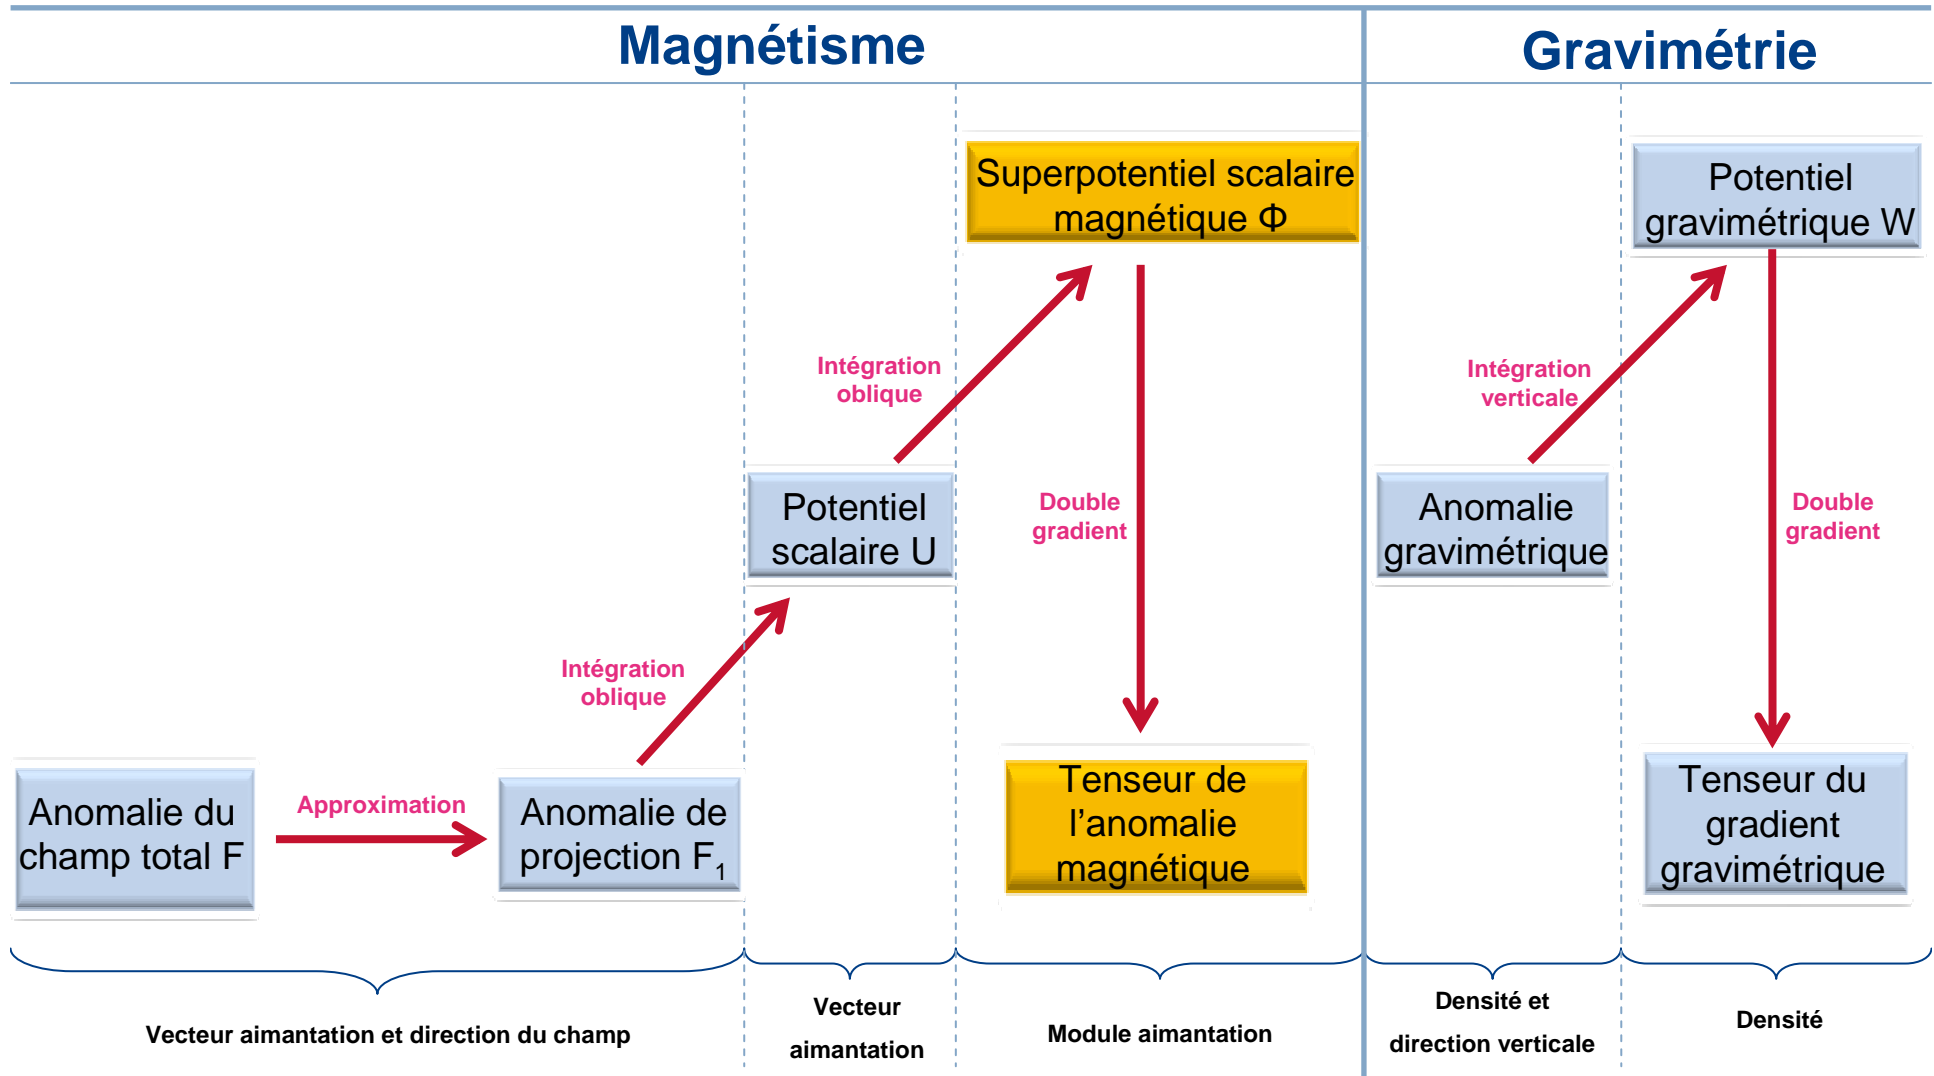 Magnétisme
Gravimétrie
Superpotentiel scalaire
magnétique Φ
Potentiel
gravimétrique W
Intégration
oblique
Intégration
verticale
Potentiel
scalaire U
Double
gradient
Anomalie
gravimétrique
Double
gradient
Intégration
oblique
Anomalie du
champ total F
Approximation
Anomalie de
projection F₁
Tenseur de
l’anomalie
magnétique
Tenseur du
gradient
gravimétrique
Vecteur aimantation et direction du champ
Vecteur
aimantation
Module aimantation
Densité et
direction verticale
Densité